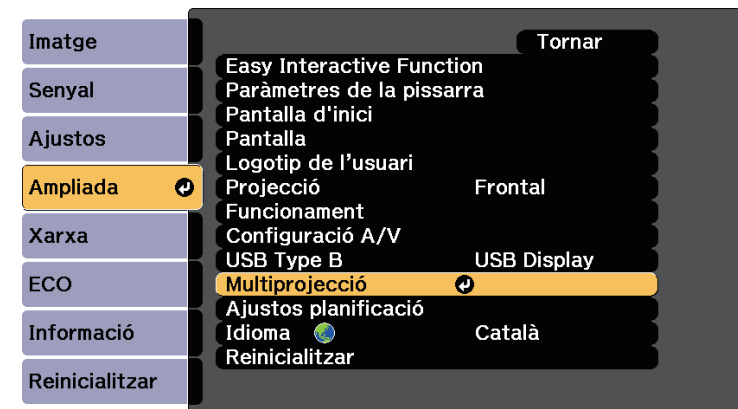 Imatge
Senyal
Ajustos
Ampliada
Xarxa
ECO
Informació
Reinicialitzar
Tornar
Easy Interactive Function
Paràmetres de la pissarra
Pantalla d'inici
Pantalla
Logotip de l’usuari
Projecció Frontal
Funcionament
Configuració A/V
USB Type B USB Display
Multiprojecció
Ajustos planificació
Idioma Català
Reinicialitzar